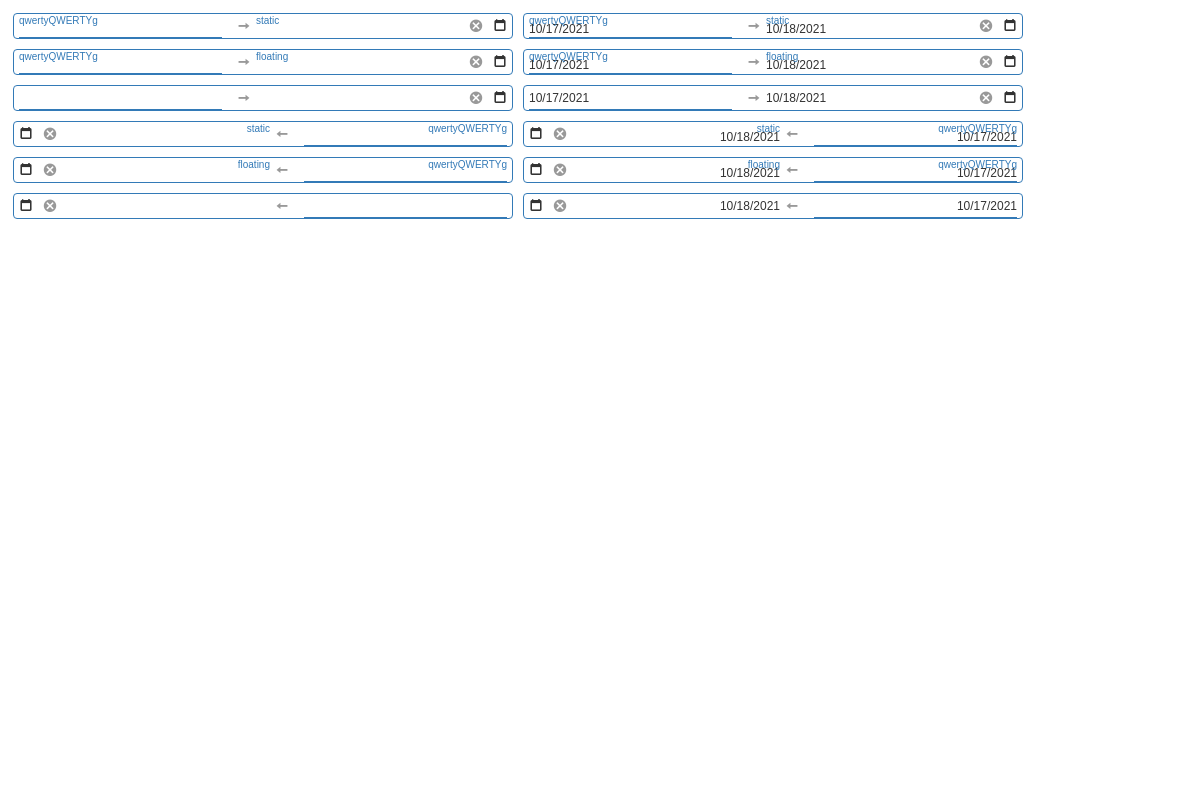 qwertyQWERTYg static qwertyQWERTYg static
10/17/2021 10/18/2021
qwertyQWERTYg floating qwertyQWERTYg floating
10/17/2021 10/18/2021
10/17/2021 10/18/2021
static qwertyQWERTYg static qwertyQWERTYg
10/18/2021 10/17/2021
floating qwertyQWERTYg floating qwertyQWERTYg
10/18/2021 10/17/2021
10/18/2021 10/17/2021